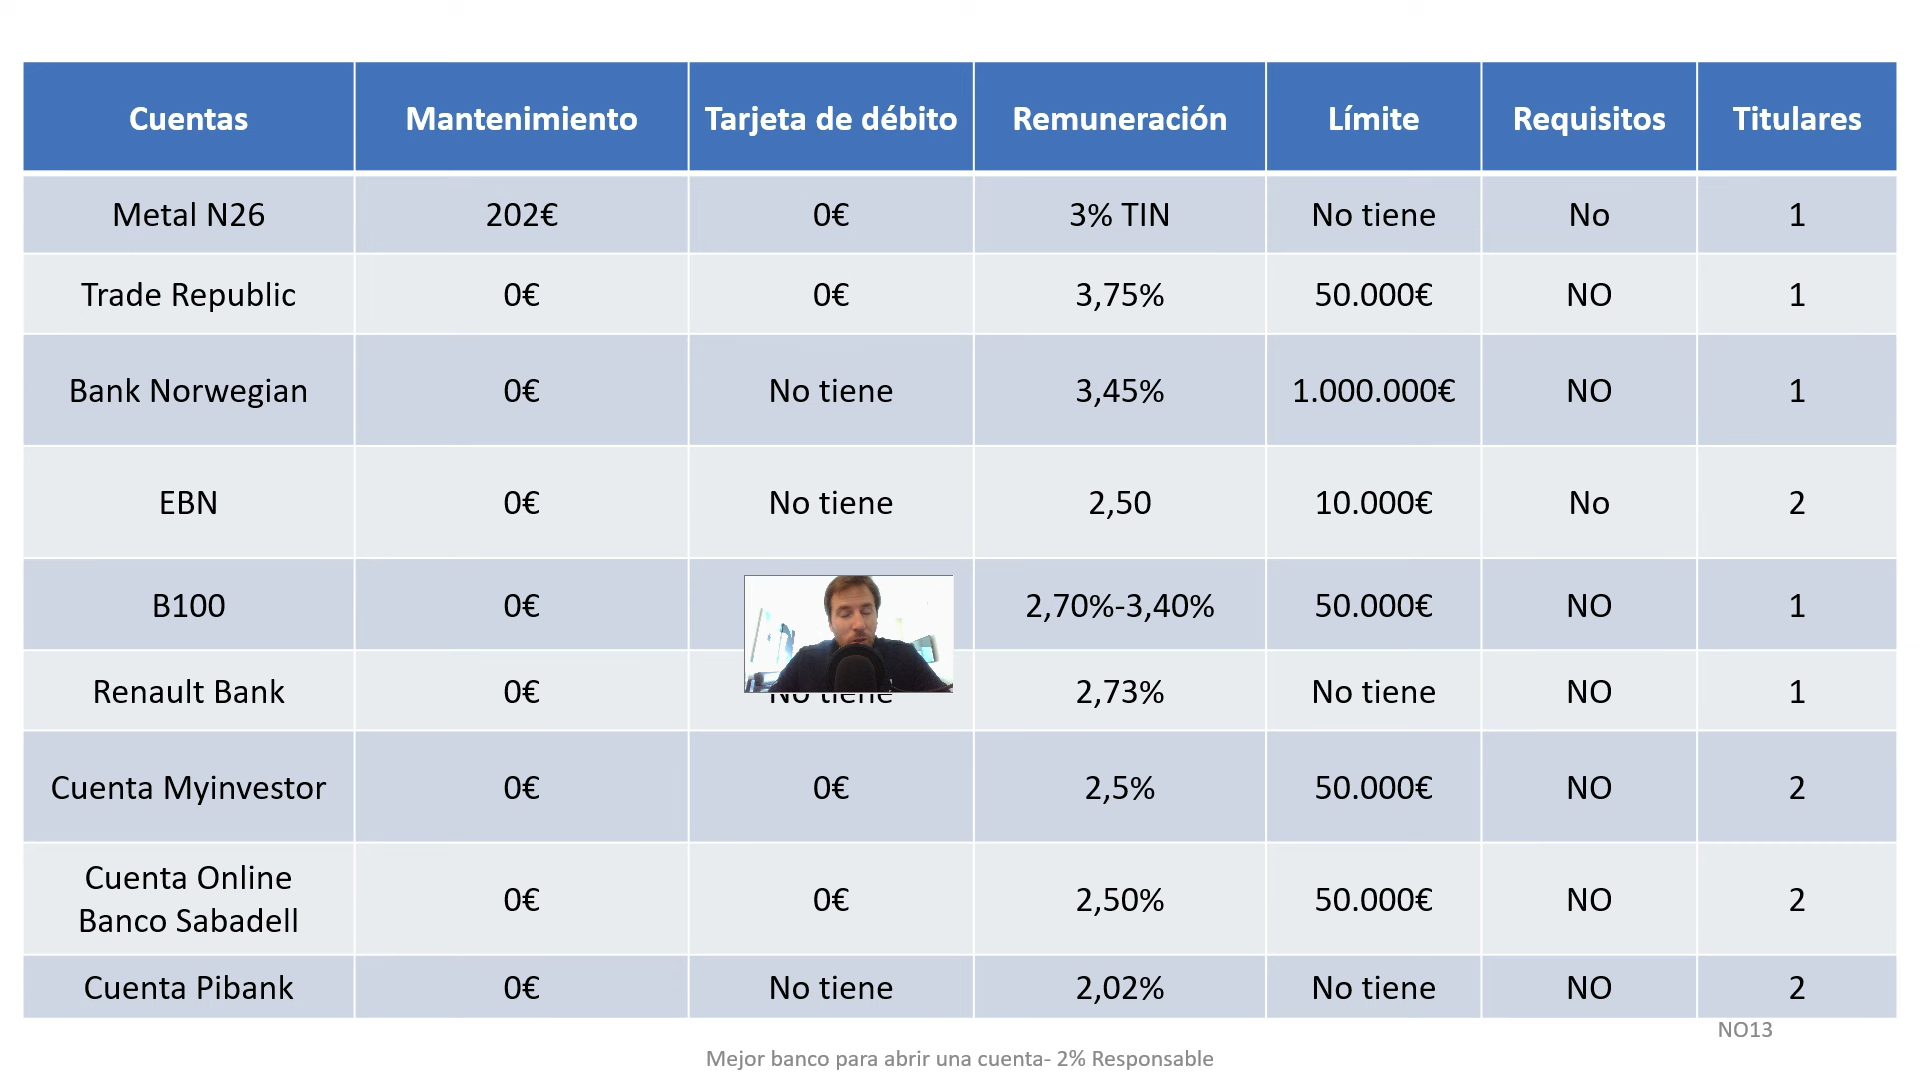 Cuentas Mantenimiento Tarjeta de débito Remuneración Límite Requisitos Titulares
Metal N26 202€ 0€ 3% TIN No tiene No 1
Trade Republic 0€ 0€ 3,75% 50.000€ NO 1
Bank Norwegian 0€ No tiene 3,45% 1.000.000€ NO 1
EBN 0€ No tiene 2,50 10.000€ No 2
B100 0€ 2,70%-3,40% 50.000€ NO 1
Renault Bank 0€ No tiene 2,73% No tiene NO 1
Cuenta Myinvestor 0€ 0€ 2,5% 50.000€ NO 2
Cuenta Online
Banco Sabadell 0€ 0€ 2,50% 50.000€ NO 2
Cuenta Pibank 0€ No tiene 2,02% No tiene NO 2
NO13
Mejor banco para abrir una cuenta- 2% Responsable